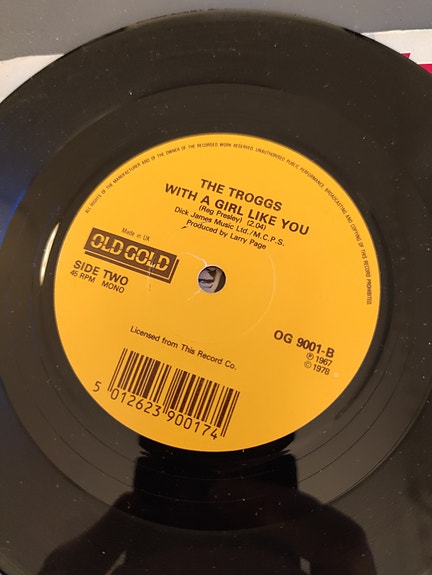 ALL RIGHTS OF THE MANUFACTURER AND OF THE OWNER OF THE RECORDED WORK RESERVED. UNAUTHORISED PUBLIC PERFORMANCE, BROADCASTING AND COPYING OF THIS RECORD PROHIBITED.
THE TROGGS
WITH A GIRL LIKE YOU
(Reg Presley) (2.04)
Dick James Music Ltd./M.C.P.S.
Produced by Larry Page
Made in UK
OLD GOLD
SIDE TWO
45 RPM MONO
OG 9001-B
℗ 1967
© 1978
Licensed from This Record Co.
5 012623 900174